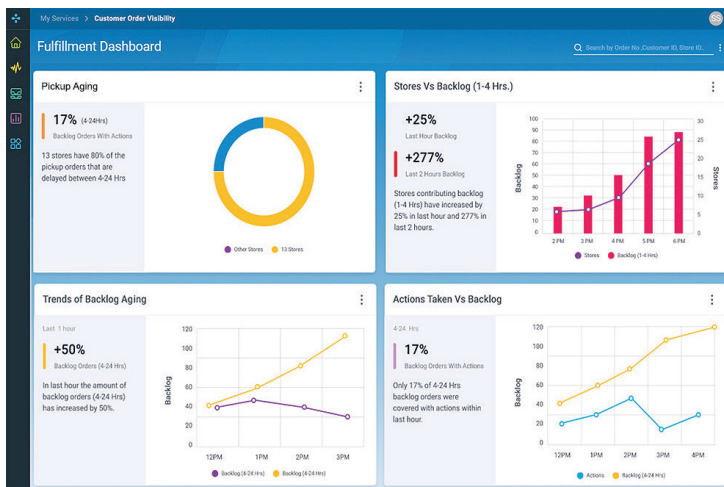 My Services > Customer Order Visibility
SS
Fulfillment Dashboard
Search by Order No ,Customer ID, Store ID..
Pickup Aging
17% (4-24Hrs)
Backlog Orders With Actions
13 stores have 80% of the
pickup orders that are
delayed between 4-24 Hrs
Other Stores
13 Stores
Stores Vs Backlog (1-4 Hrs.)
+25%
Last Hour Backlog
+277%
Last 2 Hours Backlog
Stores contributing backlog
(1-4 Hrs) have increased by
25% in last hour and 277% in
last 2 hours.
Backlog
100
90
80
70
60
50
40
30
20
10
0
30
25
20
15
10
5
0
Stores
2 PM 3 PM 4 PM 5 PM 6 PM
Stores
Backlog (1-4 Hrs)
Trends of Backlog Aging
Last 1 hour
+50%
Backlog Orders (4-24 Hrs)
In last hour the amount of
backlog orders (4-24 Hrs)
has increased by 50%.
Backlog
120
100
80
60
40
20
0
12PM 1PM 2PM 3PM
Backlog (4-24 Hrs)
Backlog (4-24 Hrs)
Actions Taken Vs Backlog
4-24 Hrs
17%
Backlog Orders With Actions
Only 17% of 4-24 Hrs
backlog orders were
covered with actions within
last hour.
Backlog
120
100
80
60
40
20
0
12PM 1PM 2PM 3PM 4PM
Actions
Backlog (4-24 Hrs)